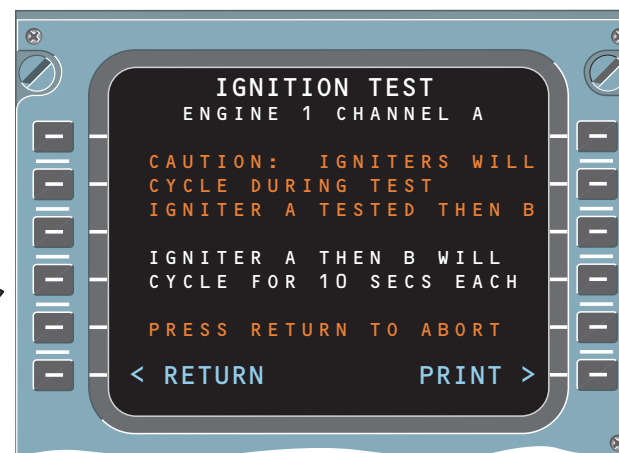 IGNITION TEST
ENGINE 1 CHANNEL A
CAUTION: IGNITERS WILL
CYCLE DURING TEST
IGNITER A TESTED THEN B
IGNITER A THEN B WILL
CYCLE FOR 10 SECS EACH
PRESS RETURN TO ABORT
< RETURN PRINT >